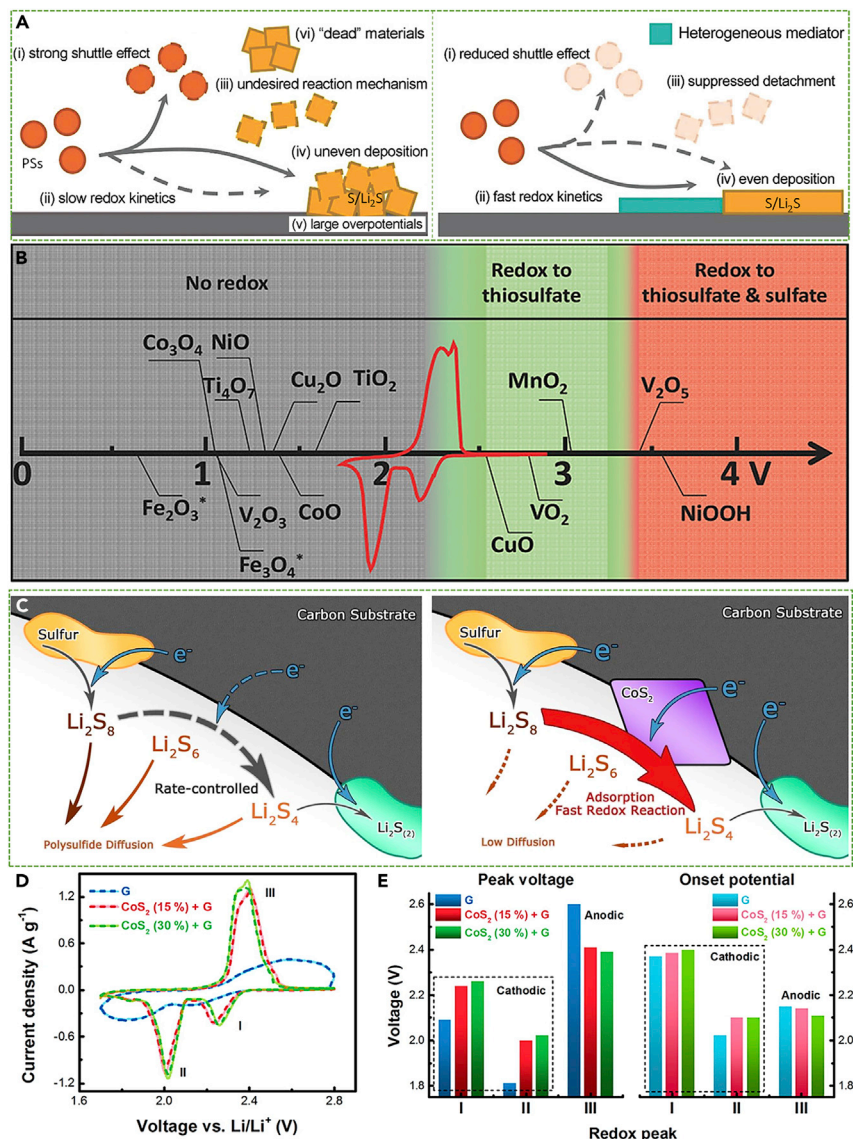 A
(i) strong shuttle effect
(vi) “dead” materials
(iii) undesired reaction mechanism
PSs
(iv) uneven deposition
(ii) slow redox kinetics
S/Li₂S
(v) large overpotentials
Heterogeneous mediator
(i) reduced shuttle effect
(iii) suppressed detachment
(iv) even deposition
(ii) fast redox kinetics
S/Li₂S
B
No redox
Redox to
thiosulfate
Redox to
thiosulfate & sulfate
Co₃O₄
NiO
Ti₄O₇
Cu₂O
TiO₂
MnO₂
V₂O₅
0
1
2
3
4 V
Fe₂O₃*
V₂O₃
CoO
Fe₃O₄*
CuO
VO₂
NiOOH
C
Carbon Substrate
Sulfur
e⁻
e⁻
e⁻
Li₂S₈
Li₂S₆
Rate-controlled
Li₂S₄
Li₂S₍₂₎
Polysulfide Diffusion
Carbon Substrate
Sulfur
e⁻
CoS₂
e⁻
e⁻
Li₂S₈
Li₂S₆
Adsorption
Fast Redox Reaction
Li₂S₄
Li₂S₍₂₎
Low Diffusion
D
G
CoS₂ (15 %) + G
CoS₂ (30 %) + G
III
I
II
1.2
0.6
0.0
-0.6
-1.2
Current density (A g⁻¹)
2.0
2.4
2.8
Voltage vs. Li/Li⁺ (V)
E
Peak voltage
G
CoS₂ (15 %) + G
CoS₂ (30 %) + G
Anodic
Cathodic
Onset potential
G
CoS₂ (15 %) + G
CoS₂ (30 %) + G
Cathodic
Anodic
2.6
2.4
2.2
2.0
1.8
Voltage (V)
2.6
2.4
2.2
2.0
1.8
I
II
III
I
II
III
Redox peak